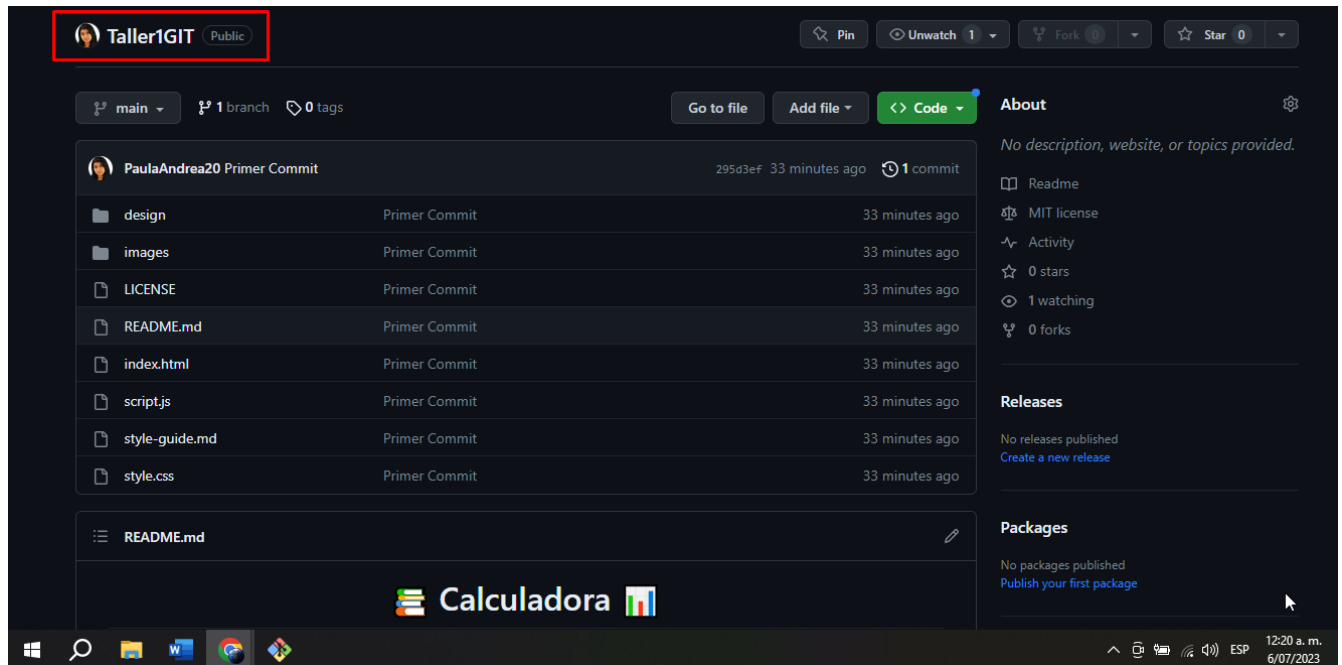 Taller1GIT Public
Pin Unwatch 1 Fork 0 Star 0
main 1 branch 0 tags
Go to file Add file <> Code
PaulaAndrea20 Primer Commit 295d3ef 33 minutes ago 1 commit
design Primer Commit 33 minutes ago
images Primer Commit 33 minutes ago
LICENSE Primer Commit 33 minutes ago
README.md Primer Commit 33 minutes ago
index.html Primer Commit 33 minutes ago
script.js Primer Commit 33 minutes ago
style-guide.md Primer Commit 33 minutes ago
style.css Primer Commit 33 minutes ago
README.md
Calculadora
About
No description, website, or topics provided.
Readme
MIT license
Activity
0 stars
1 watching
0 forks
Releases
No releases published
Create a new release
Packages
No packages published
Publish your first package
W
ESP
12:20 a. m.
6/07/2023